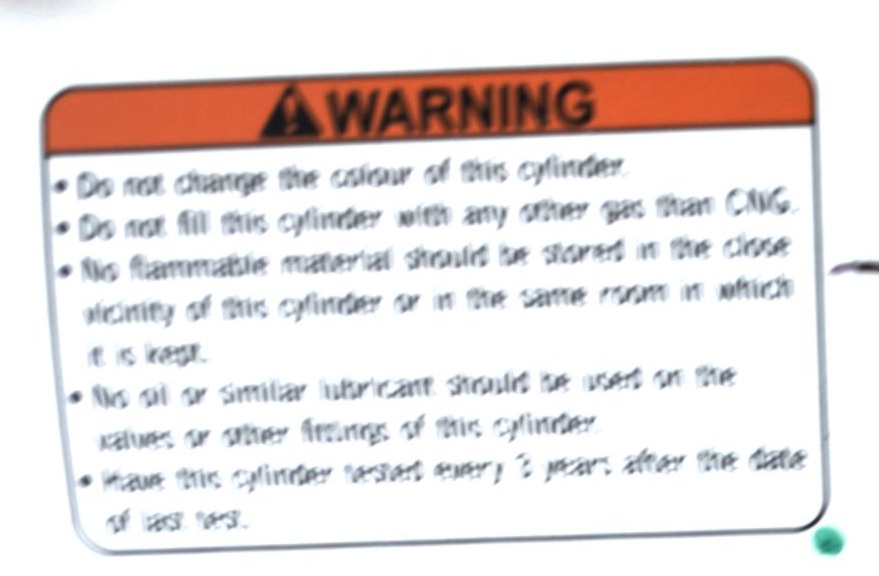 WARNING
• Do not change the colour of this cylinder.
• Do not fill this cylinder with any other gas than CNG.
• No flammable material should be stored in the close
vicinity of this cylinder or in the same room in which
it is kept.
• No oil or similar lubricant should be used on the
valves or other fittings of this cylinder.
• Have this cylinder tested every 3 years after the date
of last test.